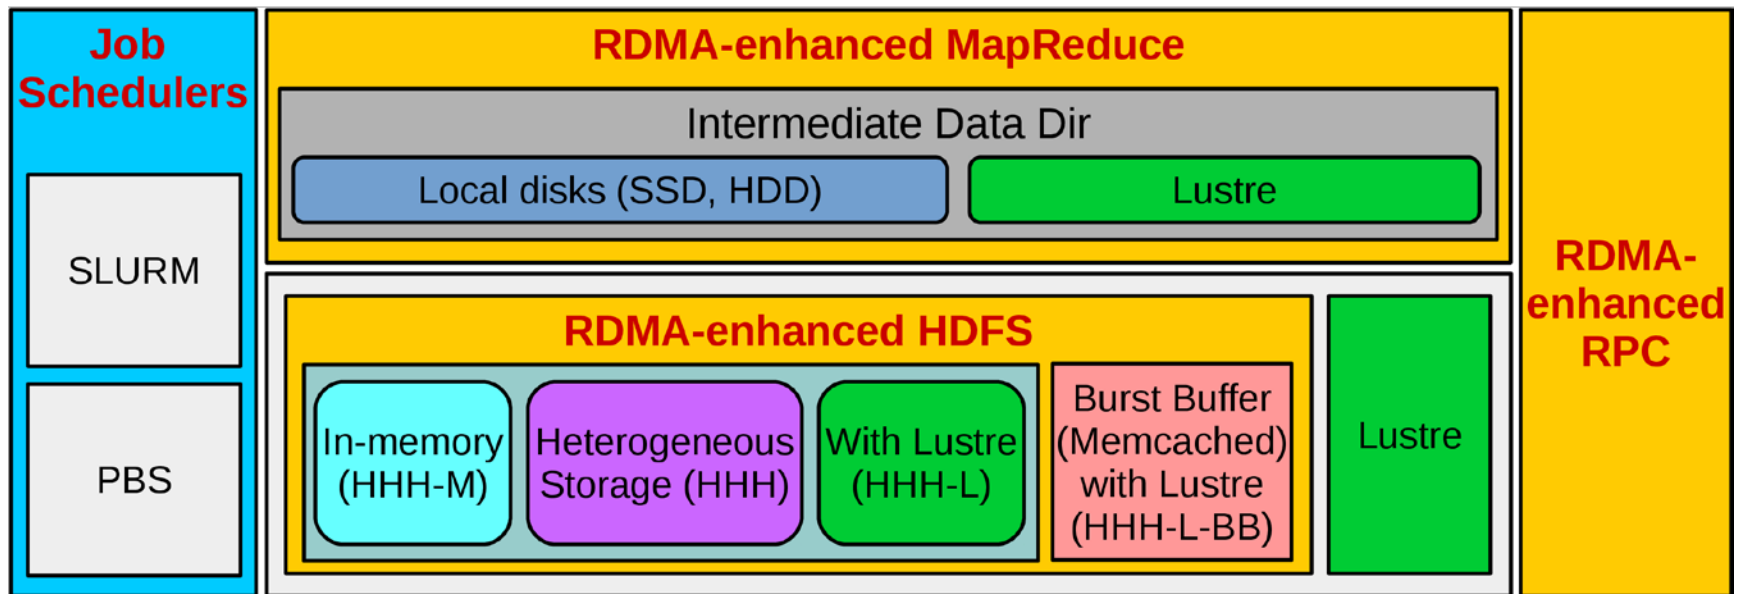 Job
Schedulers
SLURM
PBS
RDMA-enhanced MapReduce
Intermediate Data Dir
Local disks (SSD, HDD)
Lustre
RDMA-enhanced HDFS
In-memory
(HHH-M)
Heterogeneous
Storage (HHH)
With Lustre
(HHH-L)
Burst Buffer
(Memcached)
with Lustre
(HHH-L-BB)
Lustre
RDMA-
enhanced
RPC